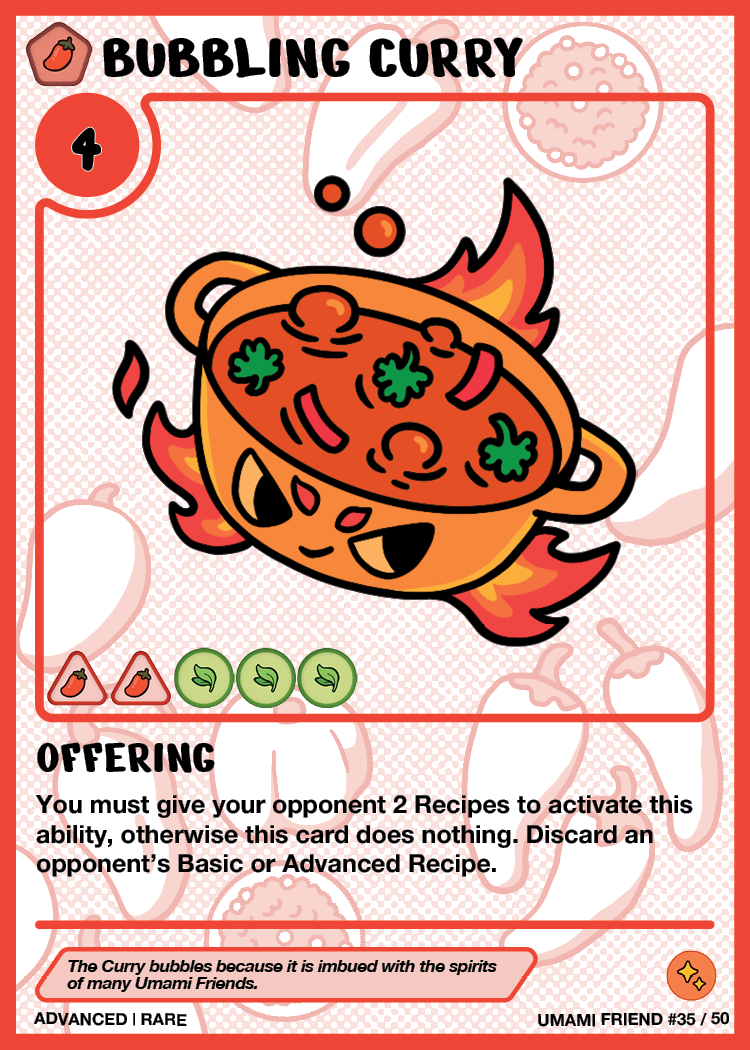 BUBBLING CURRY
4
OFFERING
You must give your opponent 2 Recipes to activate this
ability, otherwise this card does nothing. Discard an
opponent's Basic or Advanced Recipe.
The Curry bubbles because it is imbued with the spirits
of many Umami Friends.
ADVANCED | RARE
UMAMI FRIEND #35 / 50